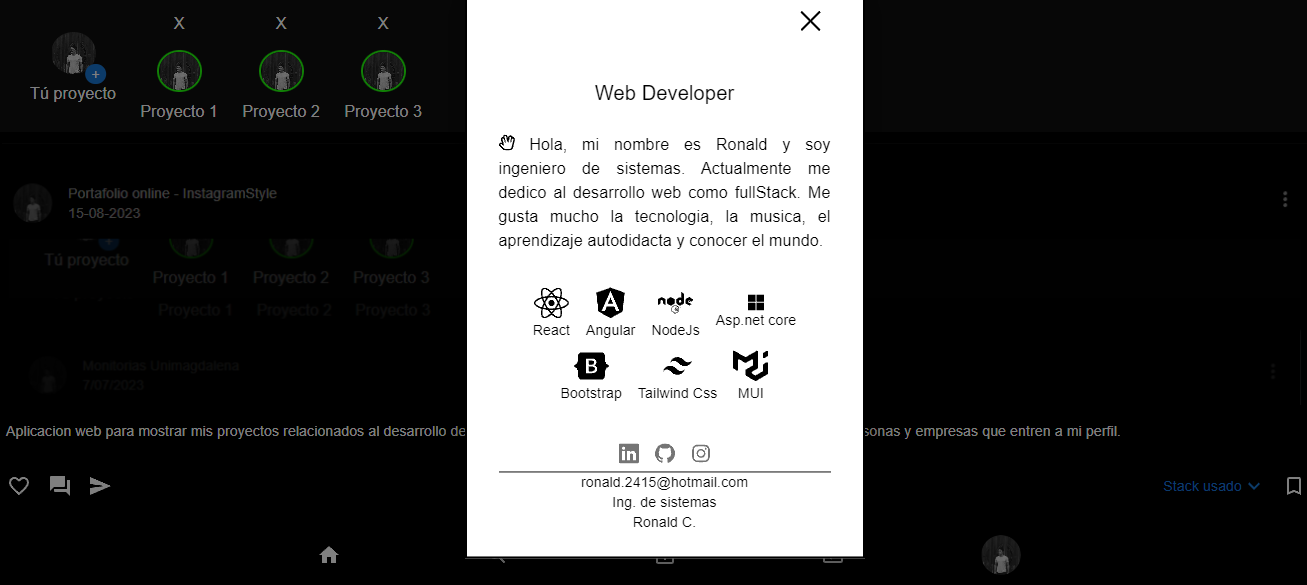 X X X
Tú proyecto
Proyecto 1 Proyecto 2 Proyecto 3
Portafolio online - InstagramStyle
15-08-2023
Tú proyecto
Proyecto 1 Proyecto 2 Proyecto 3
Proyecto 1 Proyecto 2 Proyecto 3
Monitorias Unimagdalena
7/07/2023
Aplicacion web para mostrar mis proyectos relacionados al desarrollo de
sonas y empresas que entren a mi perfil.
Stack usado
Web Developer
Hola, mi nombre es Ronald y soy
ingeniero de sistemas. Actualmente me
dedico al desarrollo web como fullStack. Me
gusta mucho la tecnologia, la musica, el
aprendizaje autodidacta y conocer el mundo.
node
React Angular NodeJs Asp.net core
Bootstrap Tailwind Css MUI
in
ronald.2415@hotmail.com
Ing. de sistemas
Ronald C.